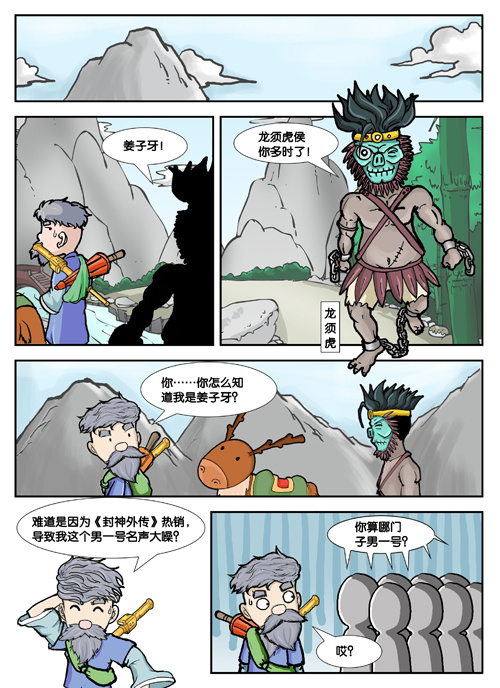 姜子牙！
龙须虎侯
你多时了！
龙须虎
你……你怎么知
道我是姜子牙？
难道是因为《封神外传》热销，
导致我这个男一号名声大噪？
你算哪门
子男一号？
哎？